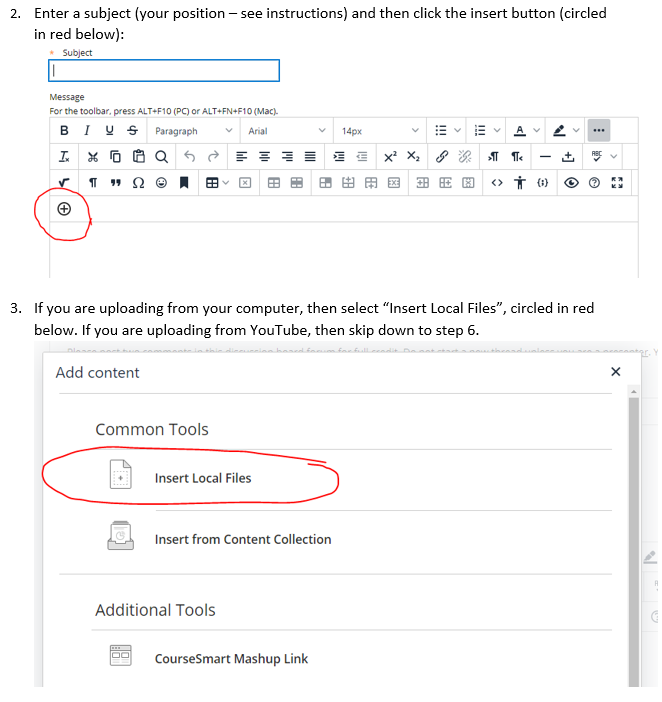 2. Enter a subject (your position – see instructions) and then click the insert button (circled
in red below):
* Subject
Message
For the toolbar, press ALT+F10 (PC) or ALT+FN+F10 (Mac).
B I U S Paragraph Arial 14px A
x² X₂ ABC
Ω
3. If you are uploading from your computer, then select “Insert Local Files”, circled in red
below. If you are uploading from YouTube, then skip down to step 6.
Add content
Common Tools
Insert Local Files
Insert from Content Collection
Additional Tools
CourseSmart Mashup Link